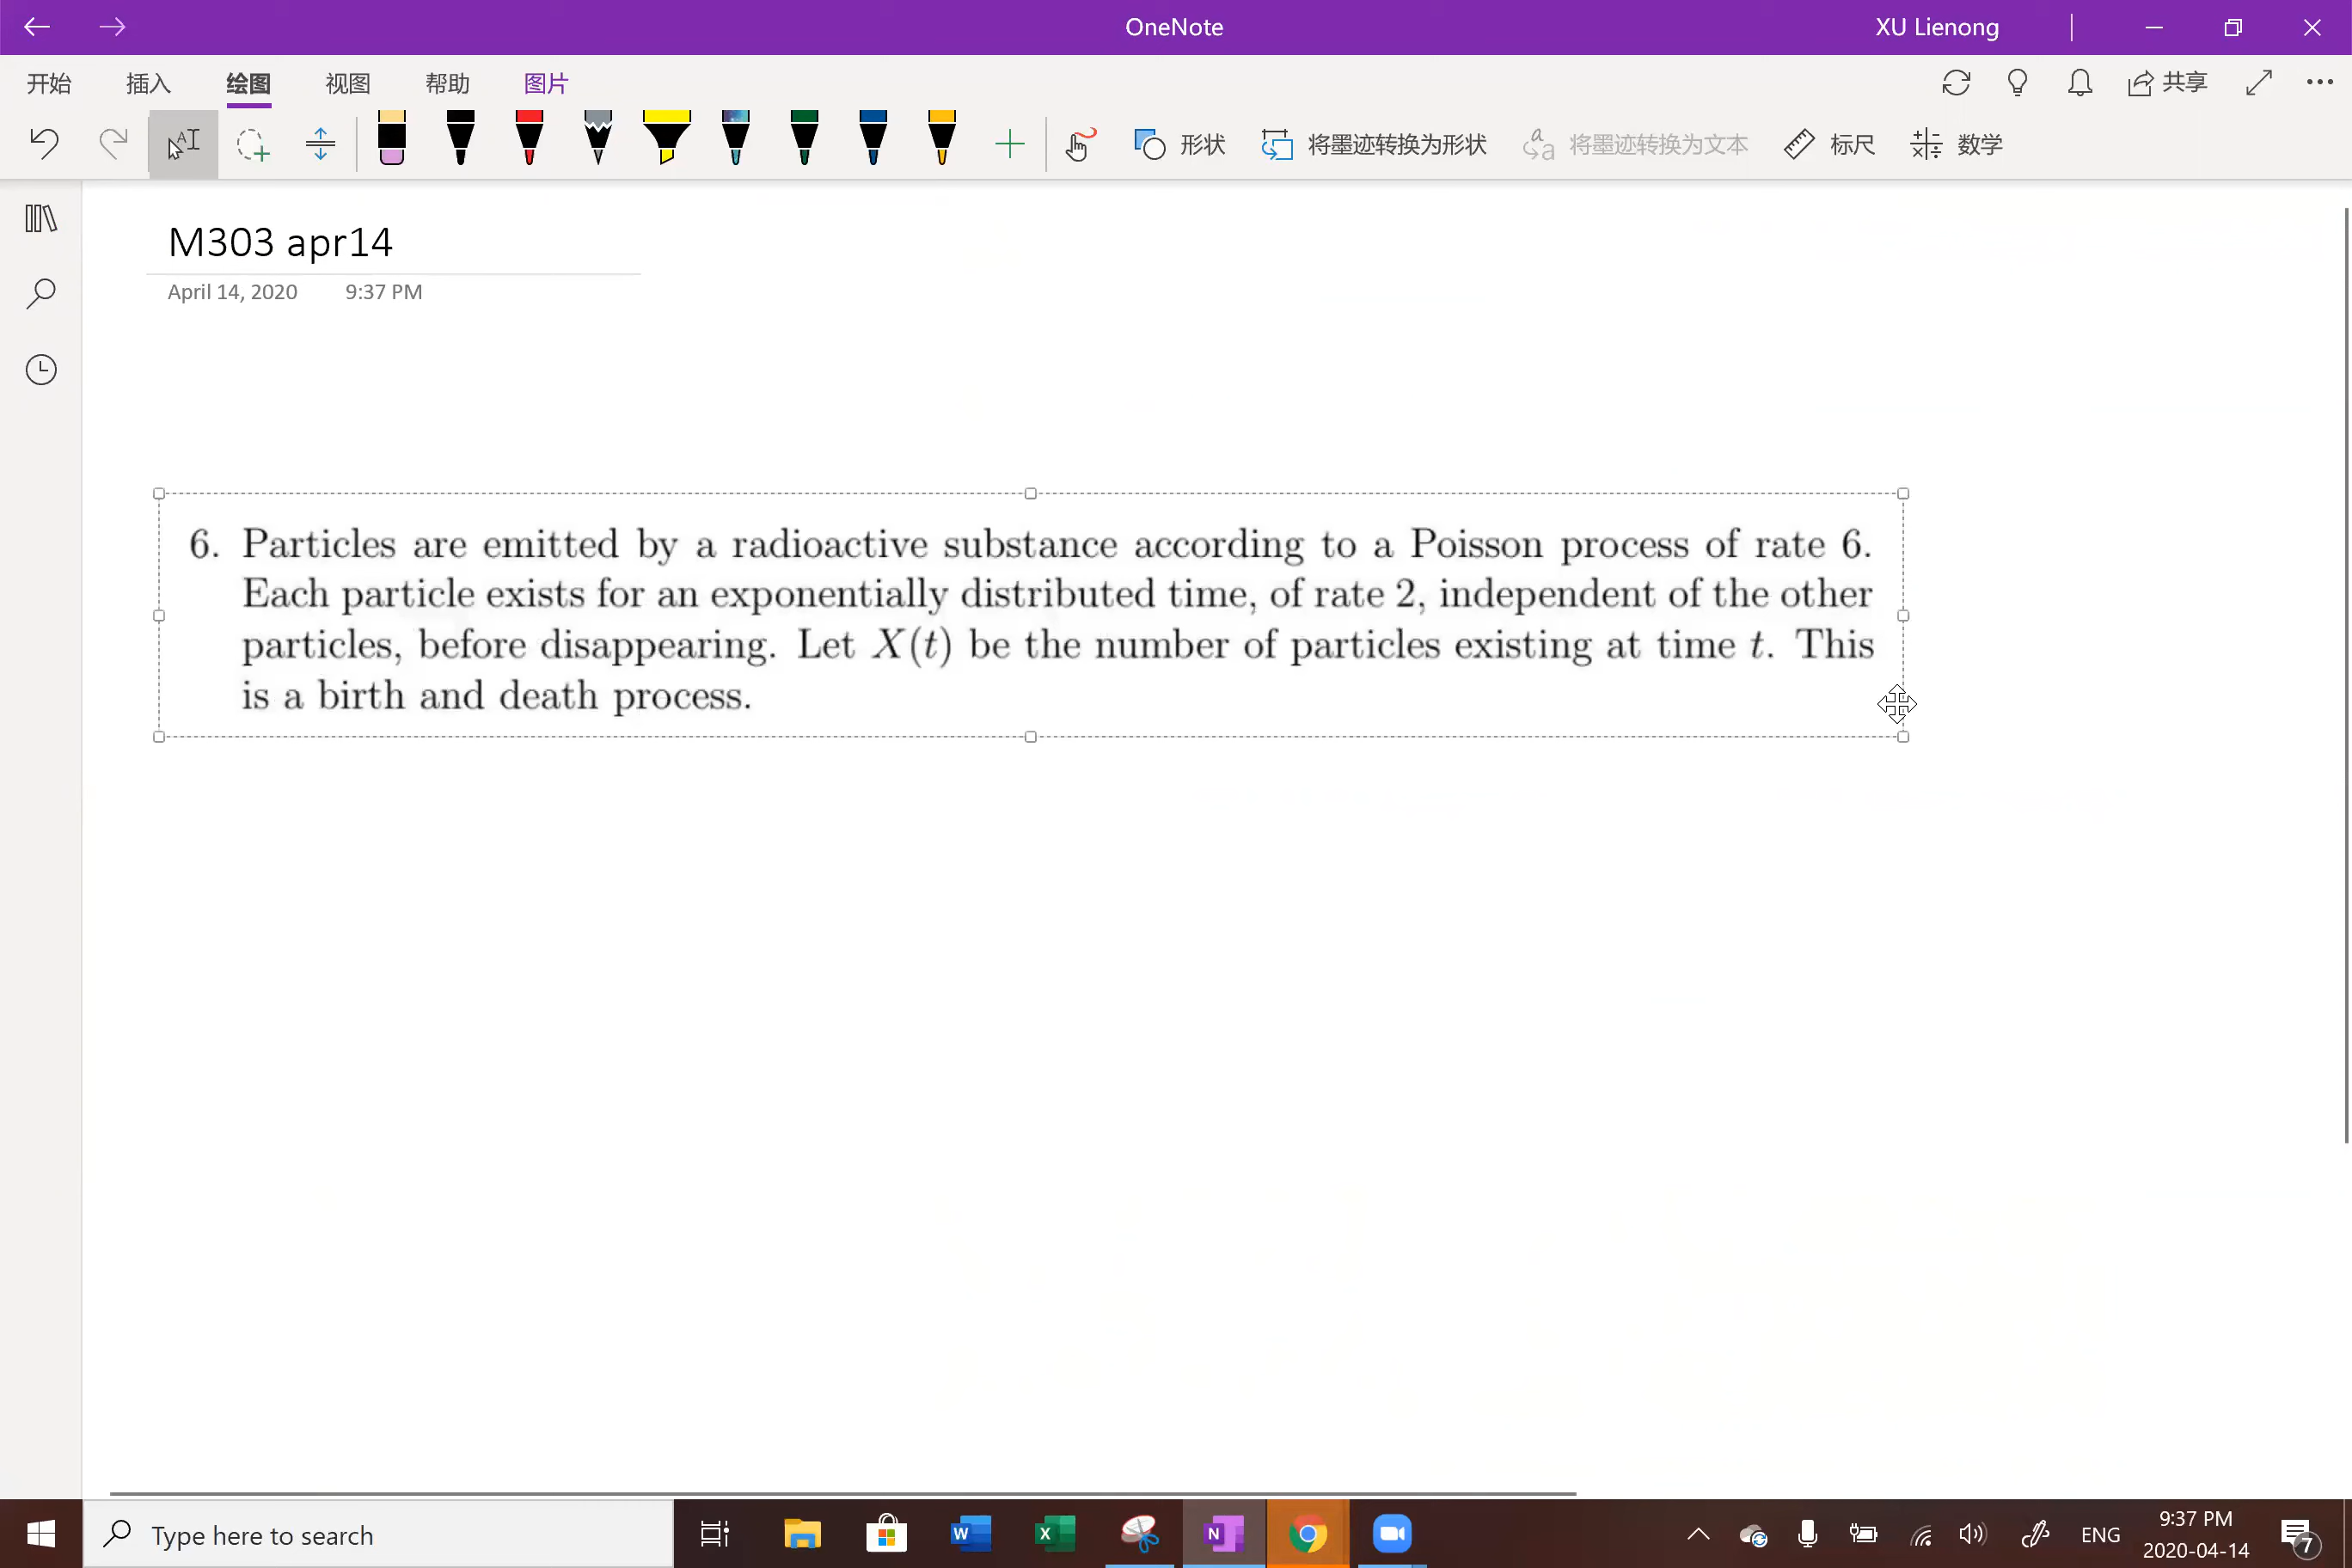 OneNote
XU Lienong
开始 插入 绘图 视图 帮助 图片
共享
形状 将墨迹转换为形状 将墨迹转换为文本 标尺 数学
M303 apr14
April 14, 2020 9:37 PM
6. Particles are emitted by a radioactive substance according to a Poisson process of rate 6.
Each particle exists for an exponentially distributed time, of rate 2, independent of the other
particles, before disappearing. Let X(t) be the number of particles existing at time t. This
is a birth and death process.
Type here to search
ENG
9:37 PM
2020-04-14
7